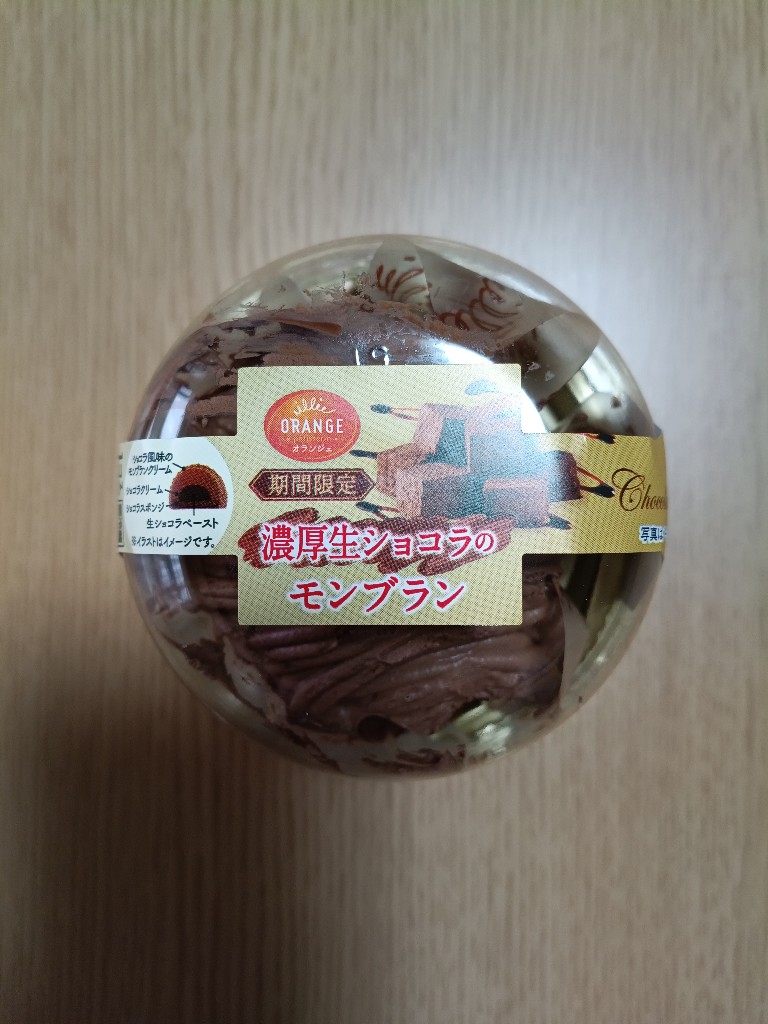 ORANGE
オランジェ
期間限定
濃厚生ショコラの
モンブラン
ショコラ風味の
モンブランクリーム
ショコラクリーム
ショコラスポンジ
生ショコラペースト
※イラストはイメージです。
写真は